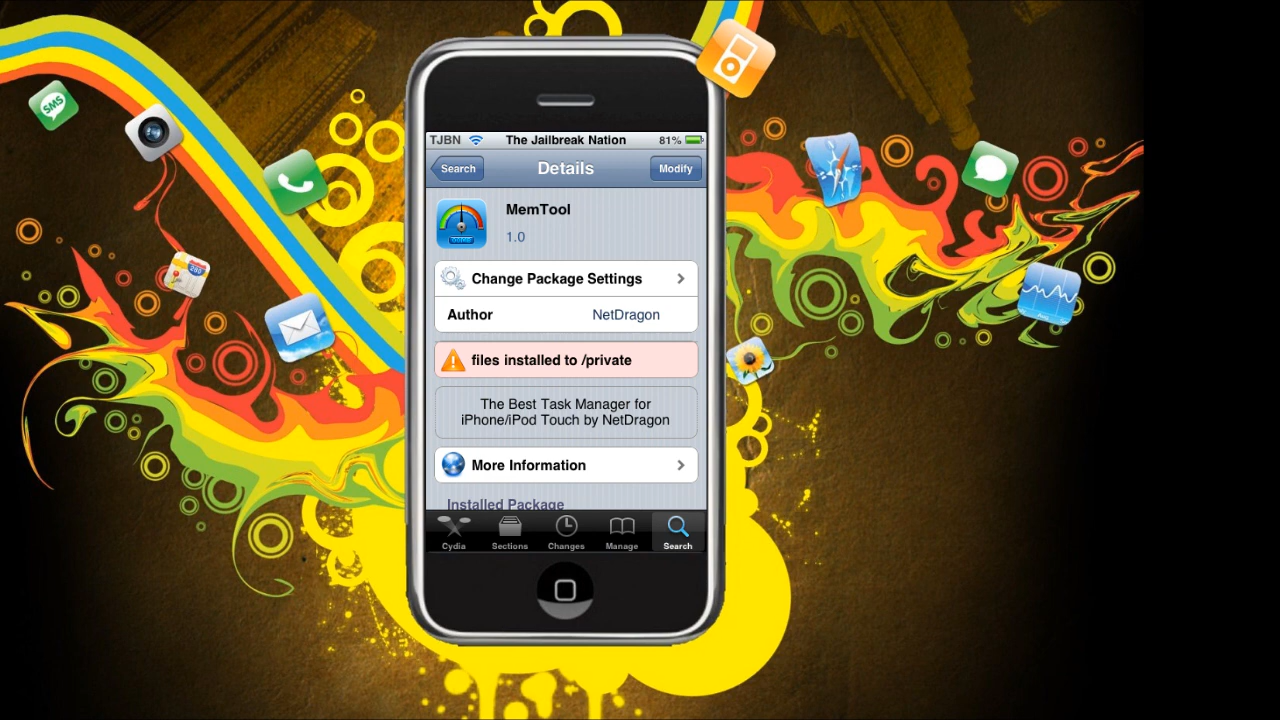 TJBN The Jailbreak Nation 81%
Search Details Modify
MemTool
1.0
Change Package Settings
Author NetDragon
files installed to /private
The Best Task Manager for
iPhone/iPod Touch by NetDragon
More Information
Installed Package
Cydia Sections Changes Manage Search
SMS
280